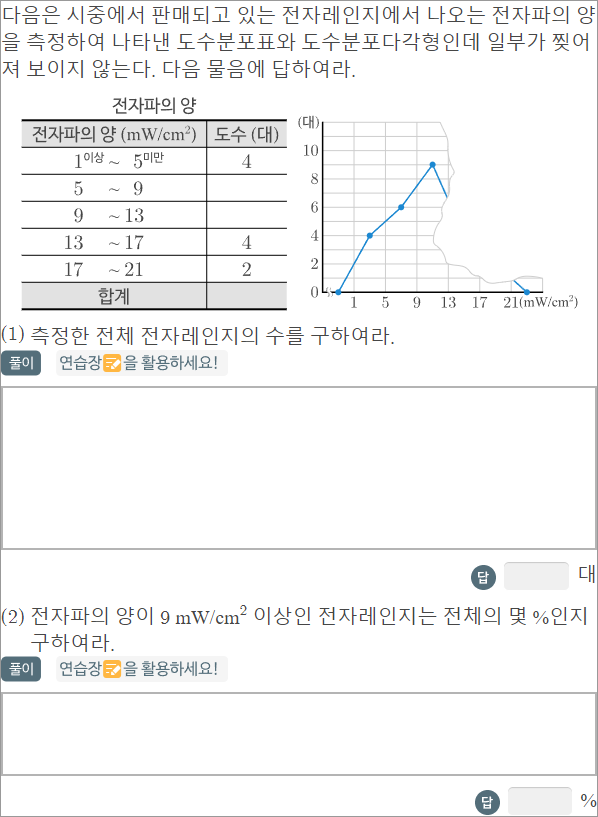 다음은 시중에서 판매되고 있는 전자레인지에서 나오는 전자파의 양
을 측정하여 나타낸 도수분포표와 도수분포다각형인데 일부가 찢어
져 보이지 않는다. 다음 물음에 답하여라.
전자파의 양
전자파의 양 (mW/cm²) 도수 (대)
1이상 ~ 5미만 4
5 ~ 9
9 ~ 13
13 ~ 17 4
17 ~ 21 2
합계
(대)
10
8
6
4
2
0
1 5 9 13 17 21(mW/cm²)
(1) 측정한 전체 전자레인지의 수를 구하여라.
풀이 연습장을 활용하세요!
답 대
(2) 전자파의 양이 9 mW/cm² 이상인 전자레인지는 전체의 몇 %인지
구하여라.
풀이 연습장을 활용하세요!
답 %